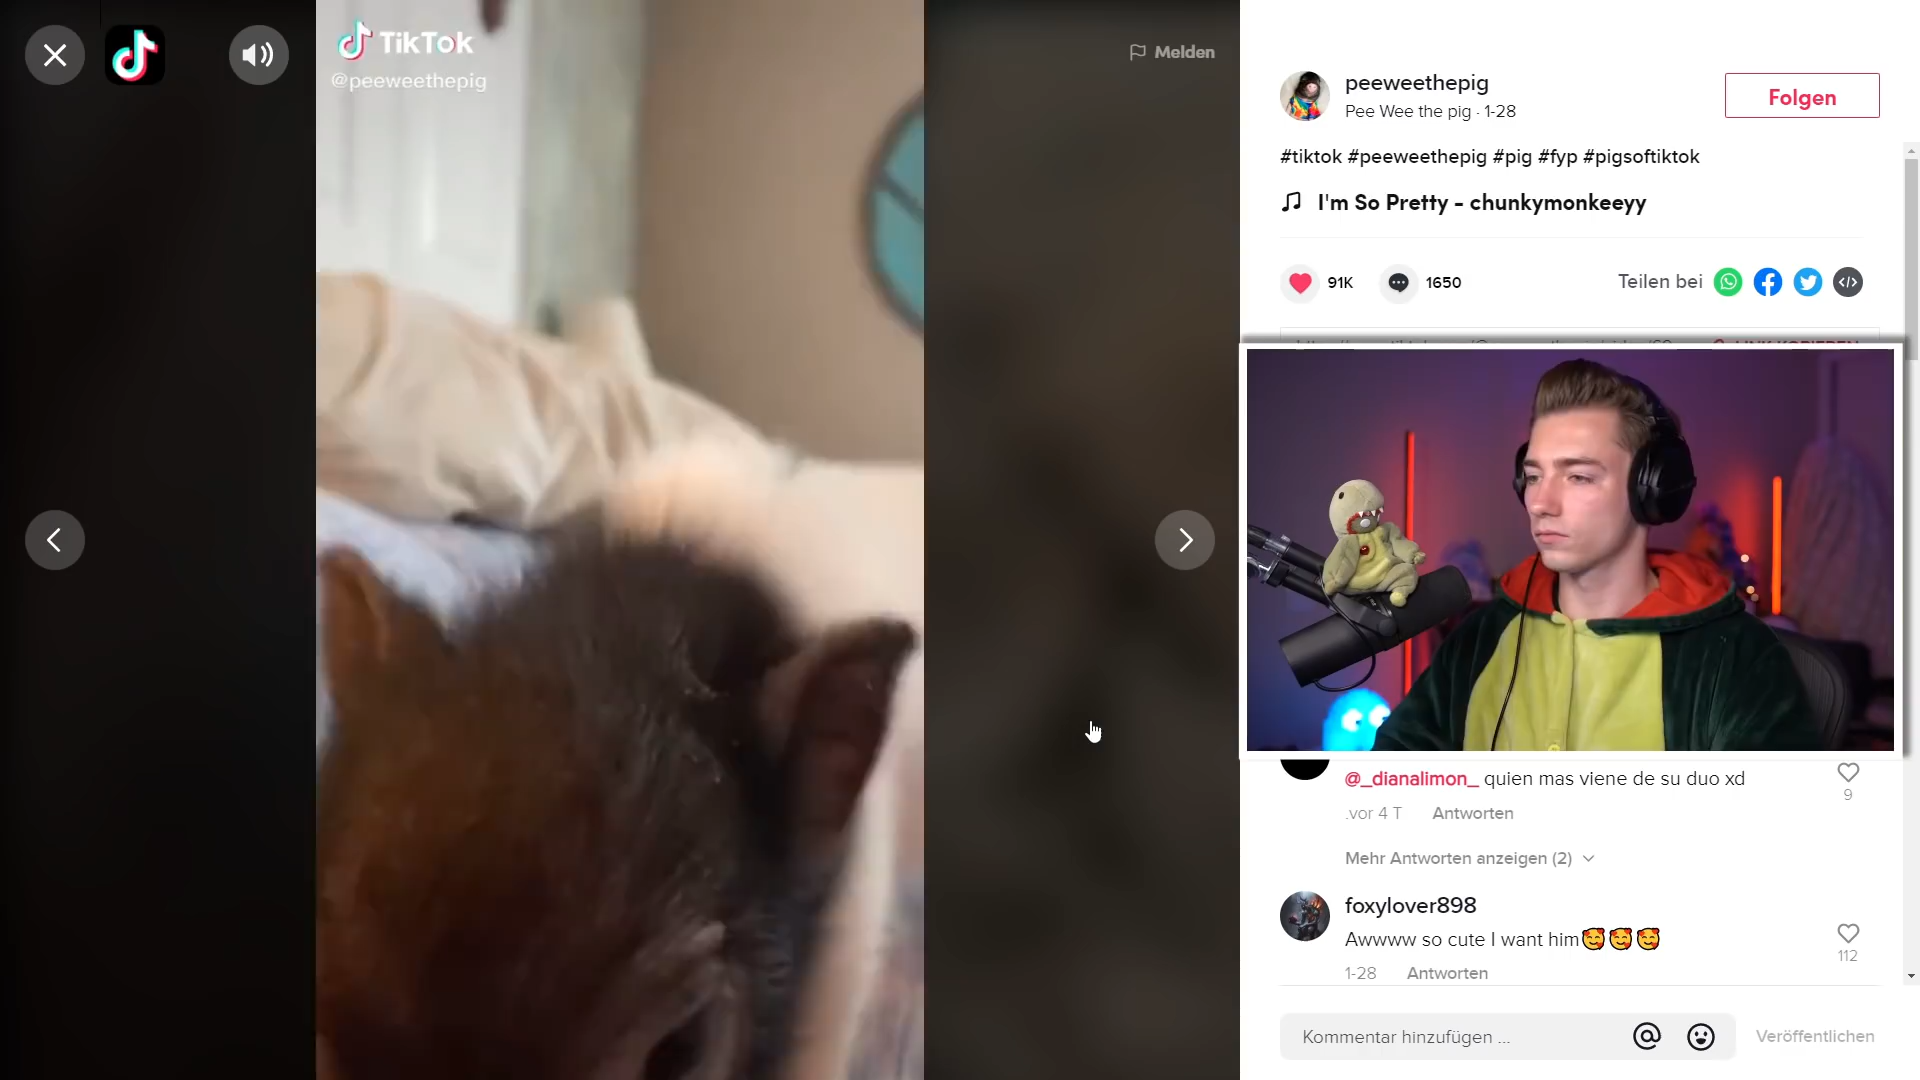 TikTok
@peeweethepig
Melden
peeweethepig
Pee Wee the pig · 1-28
Folgen
#tiktok #peeweethepig #pig #fyp #pigsoftiktok
I'm So Pretty - chunkymonkeeyy
91K
1650
Teilen bei
@_dianalimon_ quien mas viene de su duo xd
9
.vor 4 T Antworten
Mehr Antworten anzeigen (2)
foxylover898
Awwww so cute I want him🥰🥰🥰
112
1-28 Antworten
Kommentar hinzufügen ...
Veröffentlichen